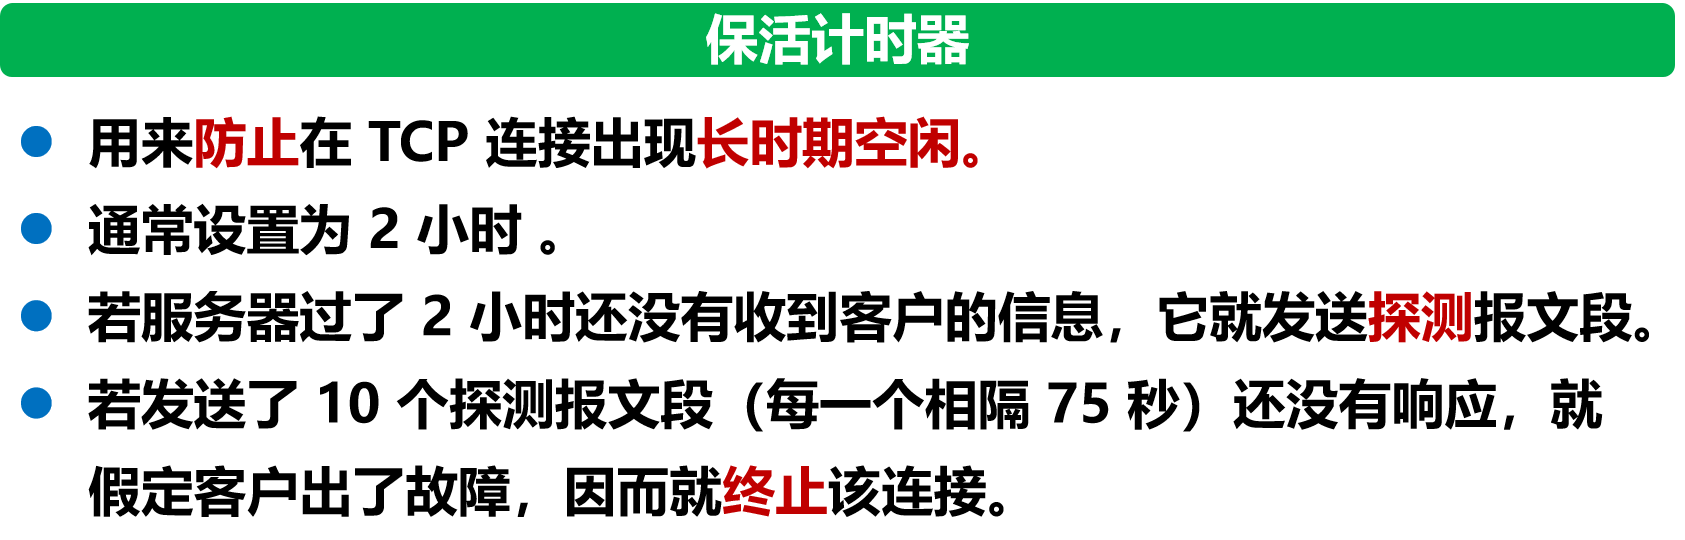 保活计时器
用来防止在 TCP 连接出现长时期空闲。
通常设置为 2 小时 。
若服务器过了 2 小时还没有收到客户的信息，它就发送探测报文段。
若发送了 10 个探测报文段（每一个相隔 75 秒）还没有响应，就
假定客户出了故障，因而就终止该连接。